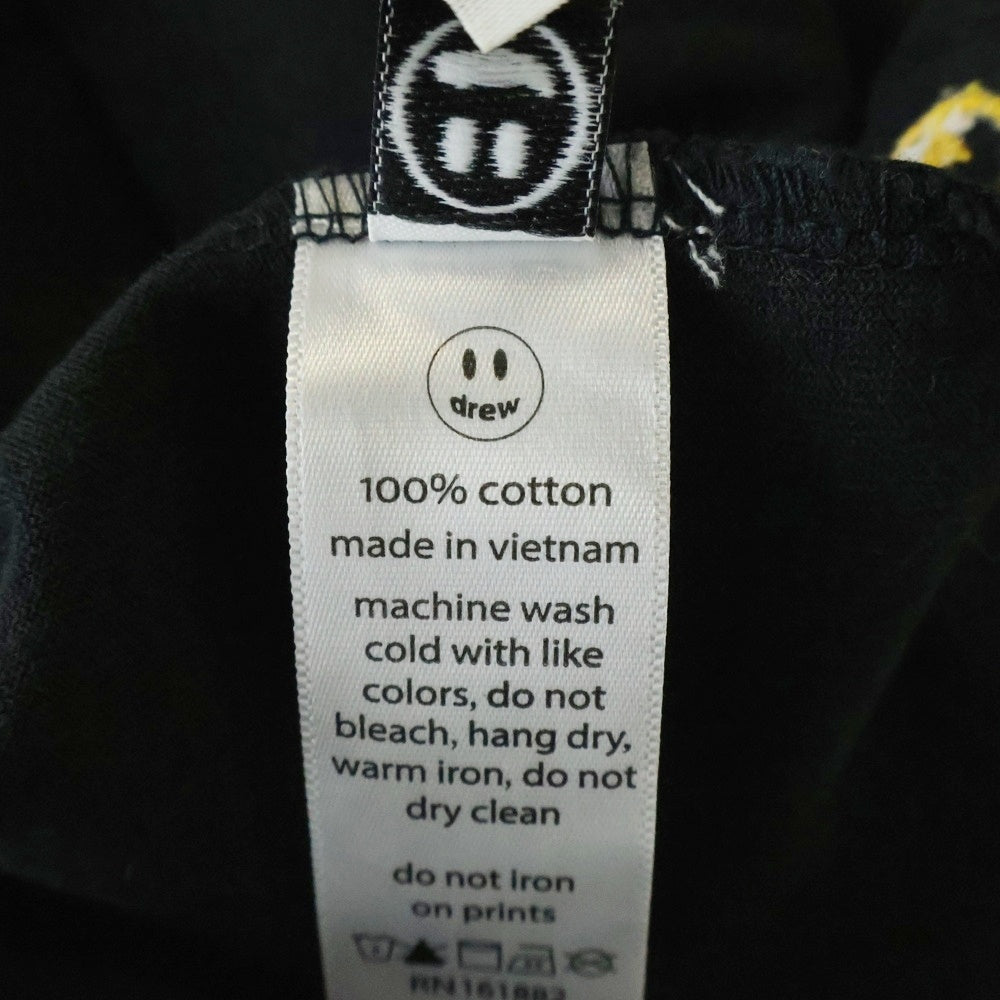 drew
100% cotton
made in vietnam
machine wash
cold with like
colors, do not
bleach, hang dry,
warm iron, do not
dry clean
do not iron
on prints